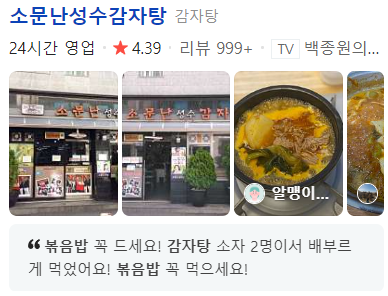 소문난성수감자탕 감자탕
24시간 영업 · ★ 4.39 · 리뷰 999+ · TV 백종원의...
소문난 성수감자탕
소문난 성수감자
알맹이...
“ 볶음밥 꼭 드세요! 감자탕 소자 2명이서 배부르
게 먹었어요! 볶음밥 꼭 먹으세요!